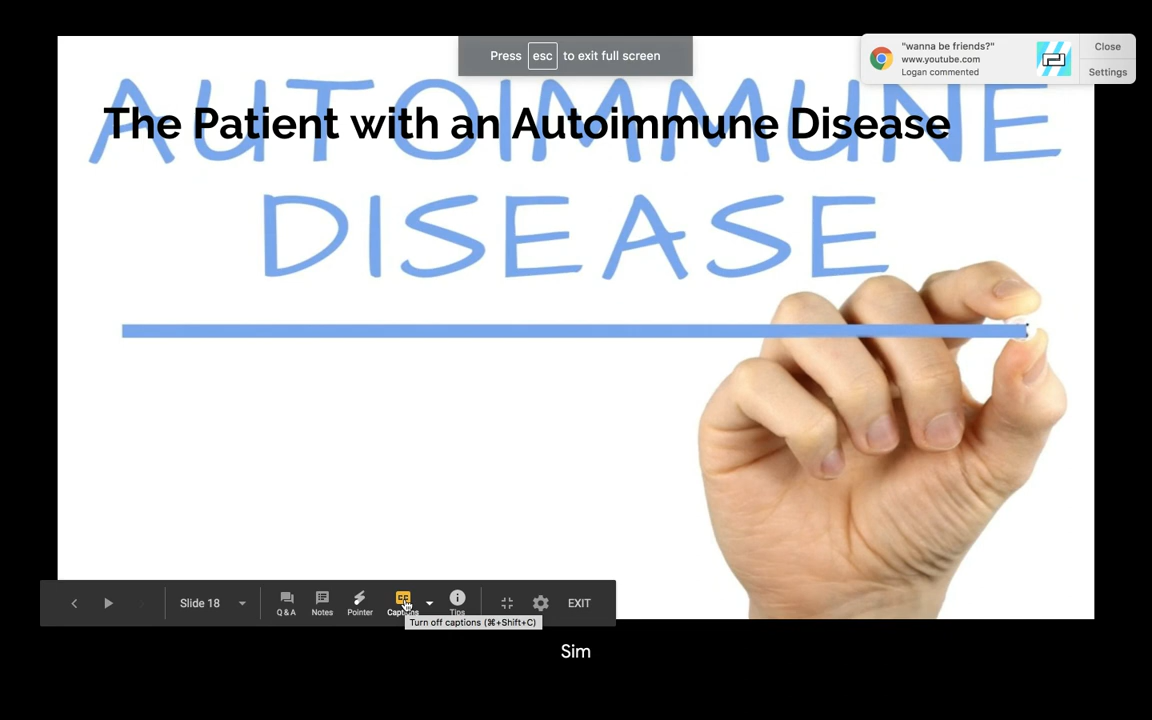 Press esc to exit full screen
"wanna be friends?"
www.youtube.com
Logan commented
Close
Settings
AUTOIMMUNE
The Patient with an Autoimmune Disease
DISEASE
Slide 18
Q & A
Notes
Pointer
Captions
Tips
EXIT
Turn off captions (⌘+Shift+C)
Sim